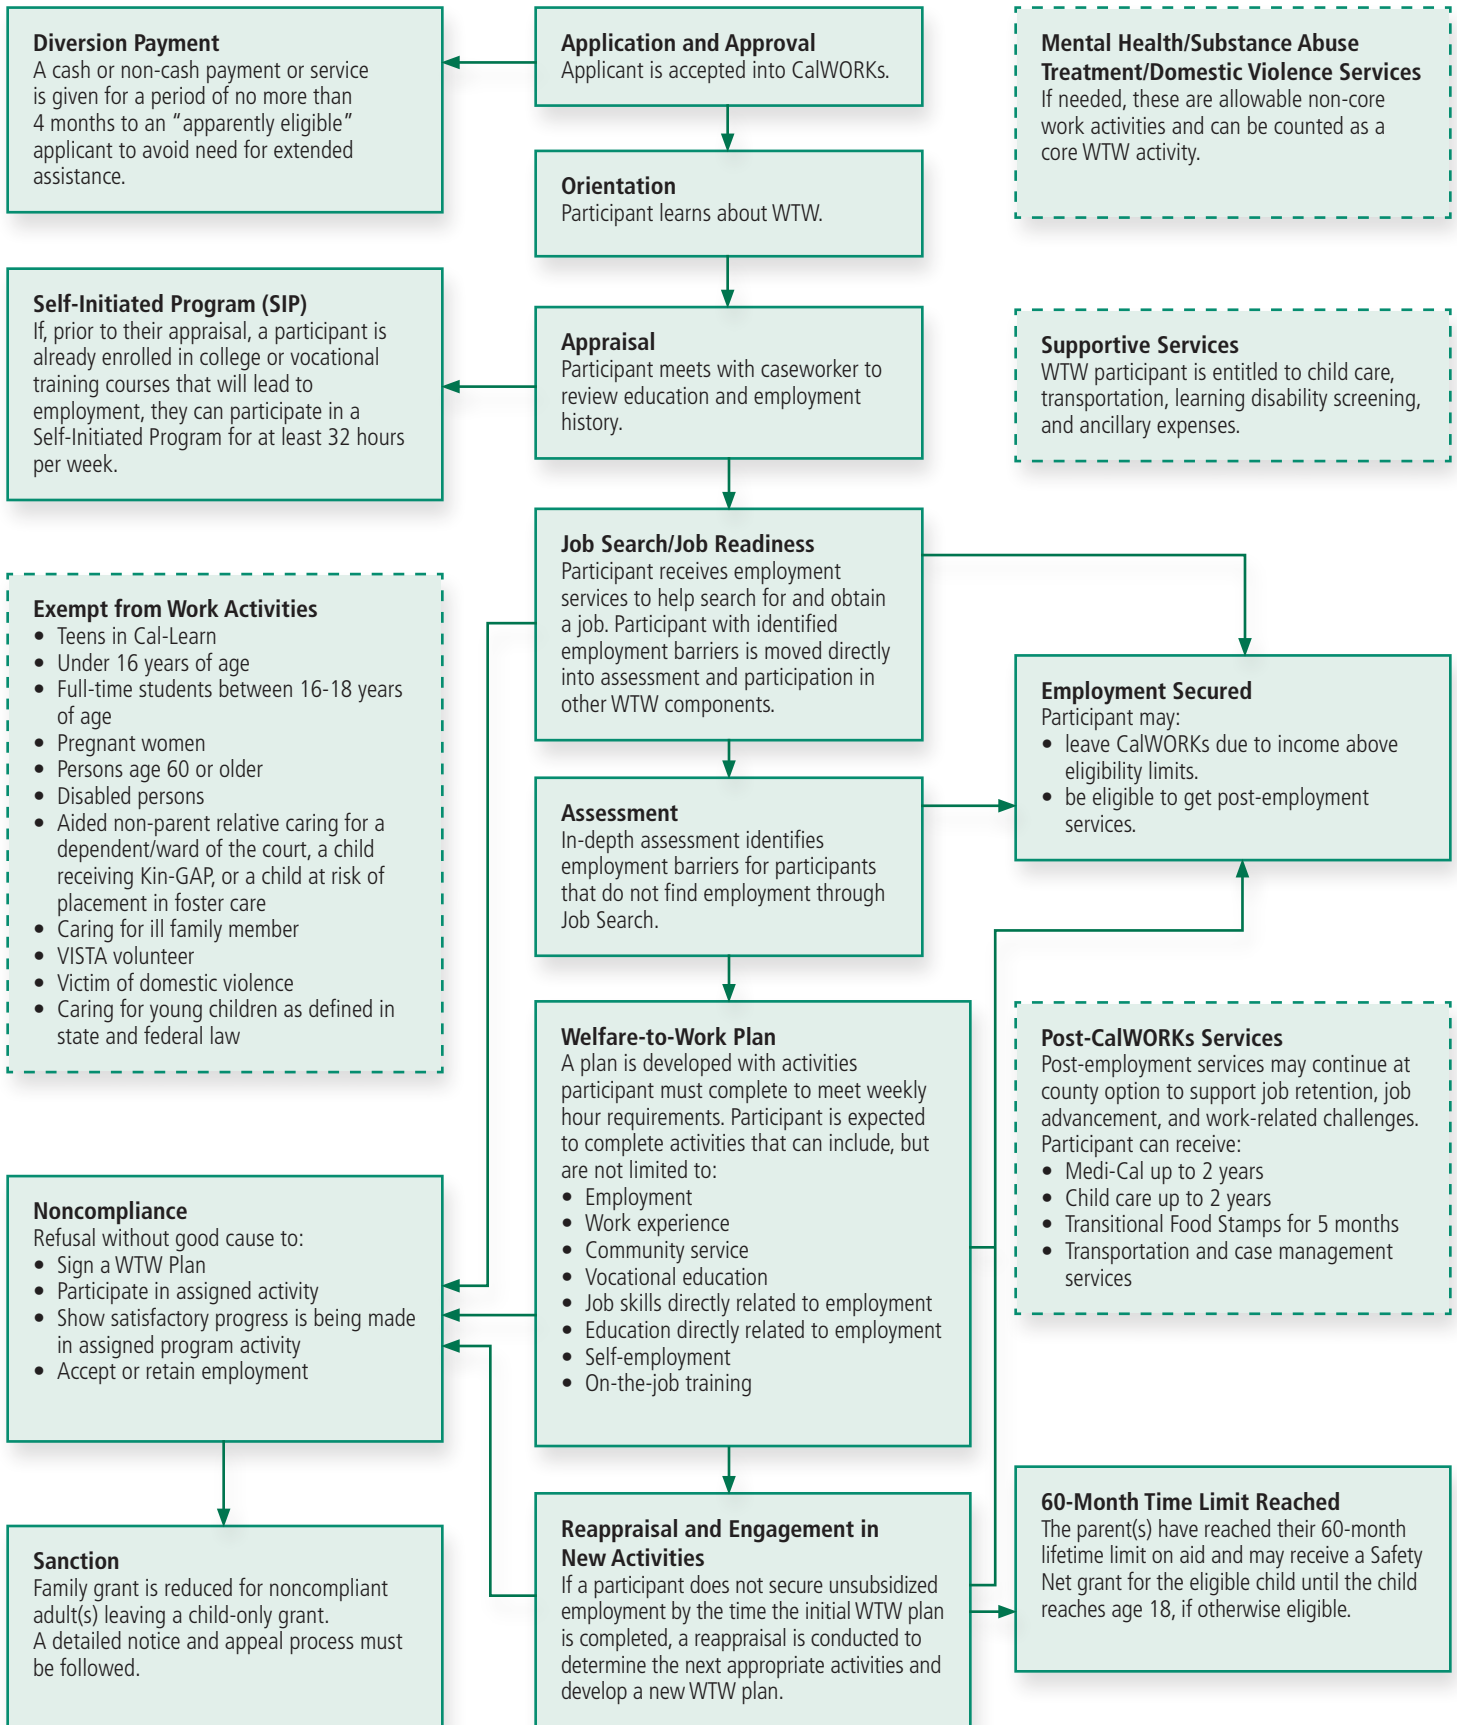 Diversion Payment
A cash or non-cash payment or service
is given for a period of no more than
4 months to an “apparently eligible”
applicant to avoid need for extended
assistance.
Application and Approval
Applicant is accepted into CalWORKs.
Mental Health/Substance Abuse
Treatment/Domestic Violence Services
If needed, these are allowable non-core
work activities and can be counted as a
core WTW activity.
Orientation
Participant learns about WTW.
Self-Initiated Program (SIP)
If, prior to their appraisal, a participant is
already enrolled in college or vocational
training courses that will lead to
employment, they can participate in a
Self-Initiated Program for at least 32 hours
per week.
Appraisal
Participant meets with caseworker to
review education and employment
history.
Supportive Services
WTW participant is entitled to child care,
transportation, learning disability screening,
and ancillary expenses.
Job Search/Job Readiness
Participant receives employment
services to help search for and obtain
a job. Participant with identified
employment barriers is moved directly
into assessment and participation in
other WTW components.
Exempt from Work Activities
• Teens in Cal-Learn
• Under 16 years of age
• Full-time students between 16-18 years
of age
• Pregnant women
• Persons age 60 or older
• Disabled persons
• Aided non-parent relative caring for a
dependent/ward of the court, a child
receiving Kin-GAP, or a child at risk of
placement in foster care
• Caring for ill family member
• VISTA volunteer
• Victim of domestic violence
• Caring for young children as defined in
state and federal law
Employment Secured
Participant may:
• leave CalWORKs due to income above
eligibility limits.
• be eligible to get post-employment
services.
Assessment
In-depth assessment identifies
employment barriers for participants
that do not find employment through
Job Search.
Welfare-to-Work Plan
A plan is developed with activities
participant must complete to meet weekly
hour requirements. Participant is expected
to complete activities that can include, but
are not limited to:
• Employment
• Work experience
• Community service
• Vocational education
• Job skills directly related to employment
• Education directly related to employment
• Self-employment
• On-the-job training
Post-CalWORKs Services
Post-employment services may continue at
county option to support job retention, job
advancement, and work-related challenges.
Participant can receive:
• Medi-Cal up to 2 years
• Child care up to 2 years
• Transitional Food Stamps for 5 months
• Transportation and case management
services
Noncompliance
Refusal without good cause to:
• Sign a WTW Plan
• Participate in assigned activity
• Show satisfactory progress is being made
in assigned program activity
• Accept or retain employment
Sanction
Family grant is reduced for noncompliant
adult(s) leaving a child-only grant.
A detailed notice and appeal process must
be followed.
Reappraisal and Engagement in
New Activities
If a participant does not secure unsubsidized
employment by the time the initial WTW plan
is completed, a reappraisal is conducted to
determine the next appropriate activities and
develop a new WTW plan.
60-Month Time Limit Reached
The parent(s) have reached their 60-month
lifetime limit on aid and may receive a Safety
Net grant for the eligible child until the child
reaches age 18, if otherwise eligible.